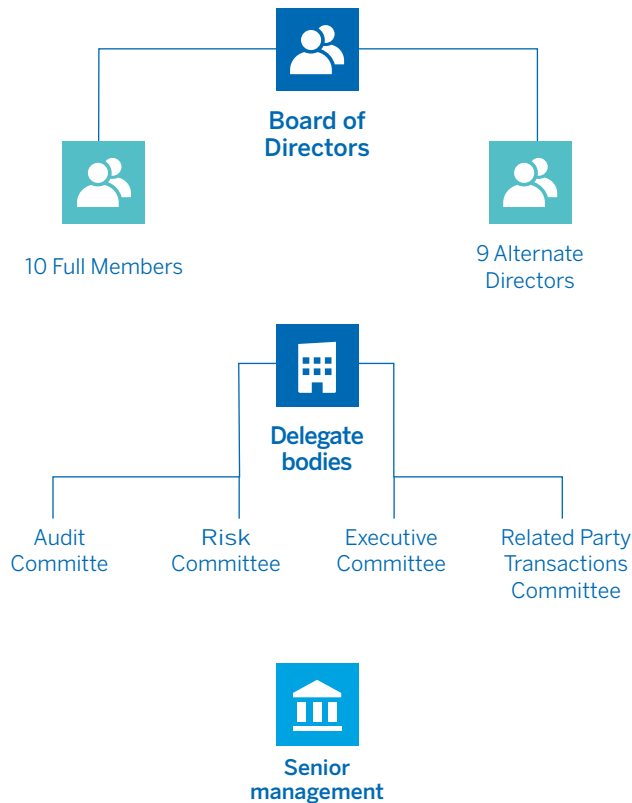 Board of
Directors
10 Full Members
9 Alternate
Directors
Delegate
bodies
Audit
Committe
Risk
Committee
Executive
Committee
Related Party
Transactions
Committee
Senior
management